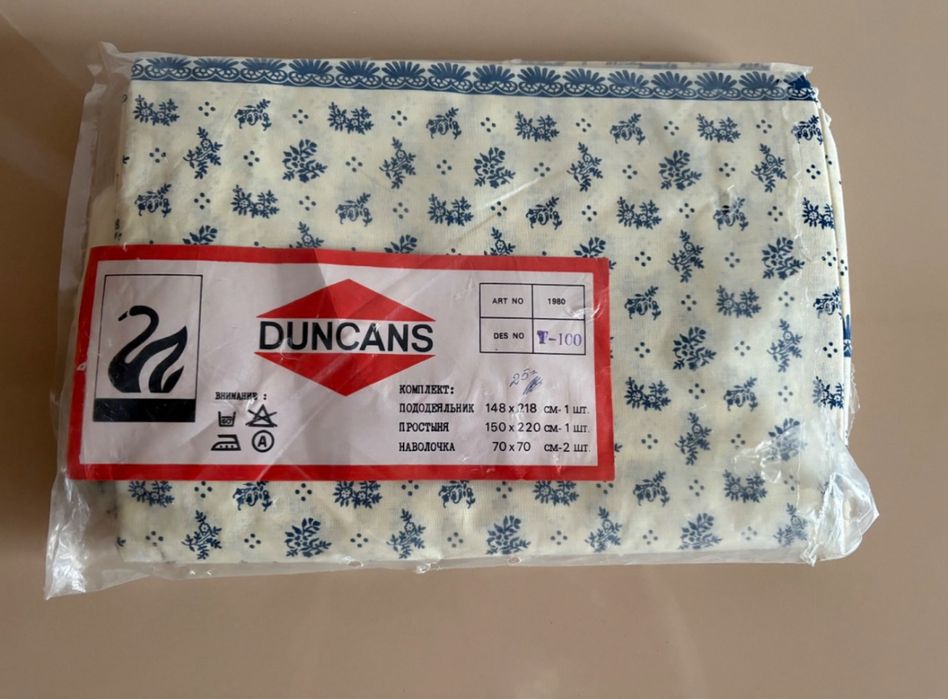 DUNCANS
ART NO 1980
DES NO T-100
ВНИМАНИЕ :
A
КОМПЛЕКТ:
ПОДОДЕЯЛЬНИК 148 x 218 СМ- 1 ШТ.
ПРОСТЫНЯ 150 x 220 СМ- 1 ШТ.
НАВОЛОЧКА 70 x 70 СМ-2 ШТ.